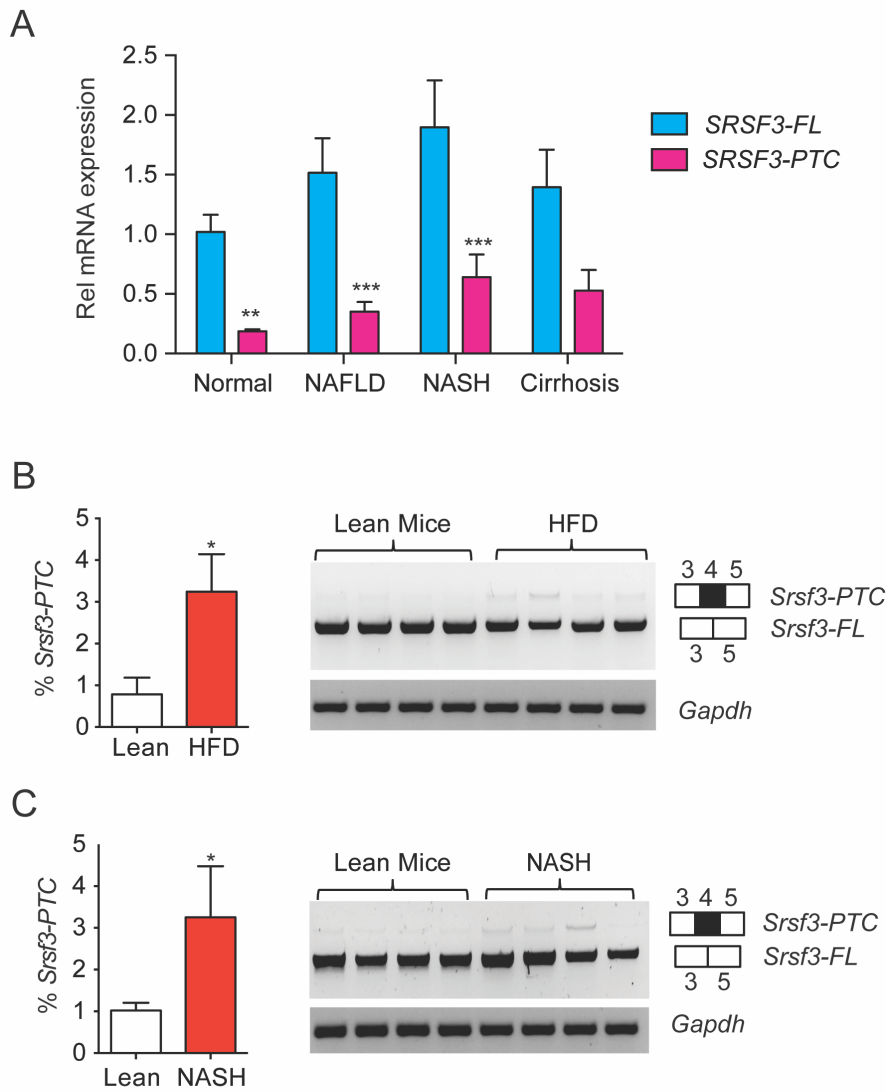 A
Rel mRNA expression
2.5
2.0
1.5
1.0
0.5
0.0
**
***
***
Normal NAFLD NASH Cirrhosis
SRSF3-FL
SRSF3-PTC
B
% Srsf3-PTC
5
4
3
2
1
0
*
Lean HFD
Lean Mice HFD
3 4 5
Srsf3-PTC
Srsf3-FL
3 5
Gapdh
C
% Srsf3-PTC
5
4
3
2
1
0
*
Lean NASH
Lean Mice NASH
3 4 5
Srsf3-PTC
Srsf3-FL
3 5
Gapdh